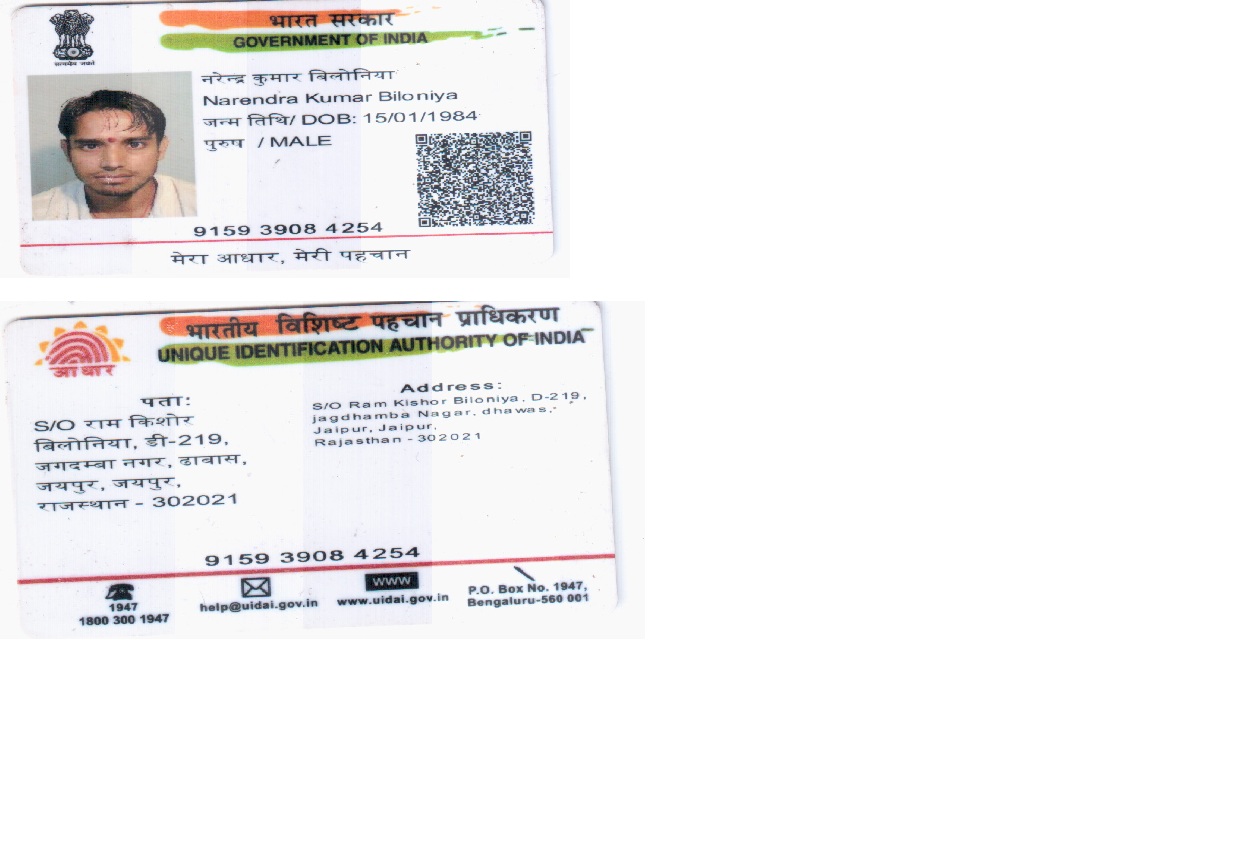 भारत सरकार
GOVERNMENT OF INDIA
सत्यमेव जयते
नरेन्द्र कुमार बिलोनिया
Narendra Kumar Biloniya
जन्म तिथि/ DOB: 15/01/1984
पुरुष / MALE
9159 3908 4254
मेरा आधार, मेरी पहचान
भारतीय विशिष्ट पहचान प्राधिकरण
UNIQUE IDENTIFICATION AUTHORITY OF INDIA
आधार
पता:
S/O राम किशोर
बिलोनिया, डी-219,
जगदम्बा नगर, ढाबास,
जयपुर, जयपुर,
राजस्थान - 302021
Address:
S/O Ram Kishor Biloniya, D-219,
jagdhamba Nagar, dhawas,
Jaipur, Jaipur,
Rajasthan - 302021
9159 3908 4254
1947
1800 300 1947
help@uidai.gov.in
www
www.uidai.gov.in
P.O. Box No. 1947,
Bengaluru-560 001